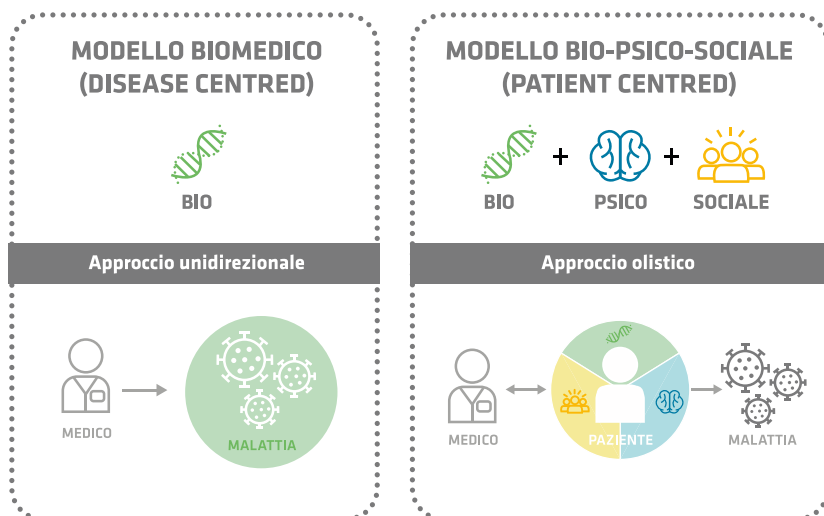 MODELLO BIOMEDICO
(DISEASE CENTRED)
BIO
Approccio unidirezionale
MEDICO
MALATTIA
MODELLO BIO-PSICO-SOCIALE
(PATIENT CENTRED)
BIO + PSICO + SOCIALE
Approccio olistico
MEDICO
PAZIENTE
MALATTIA